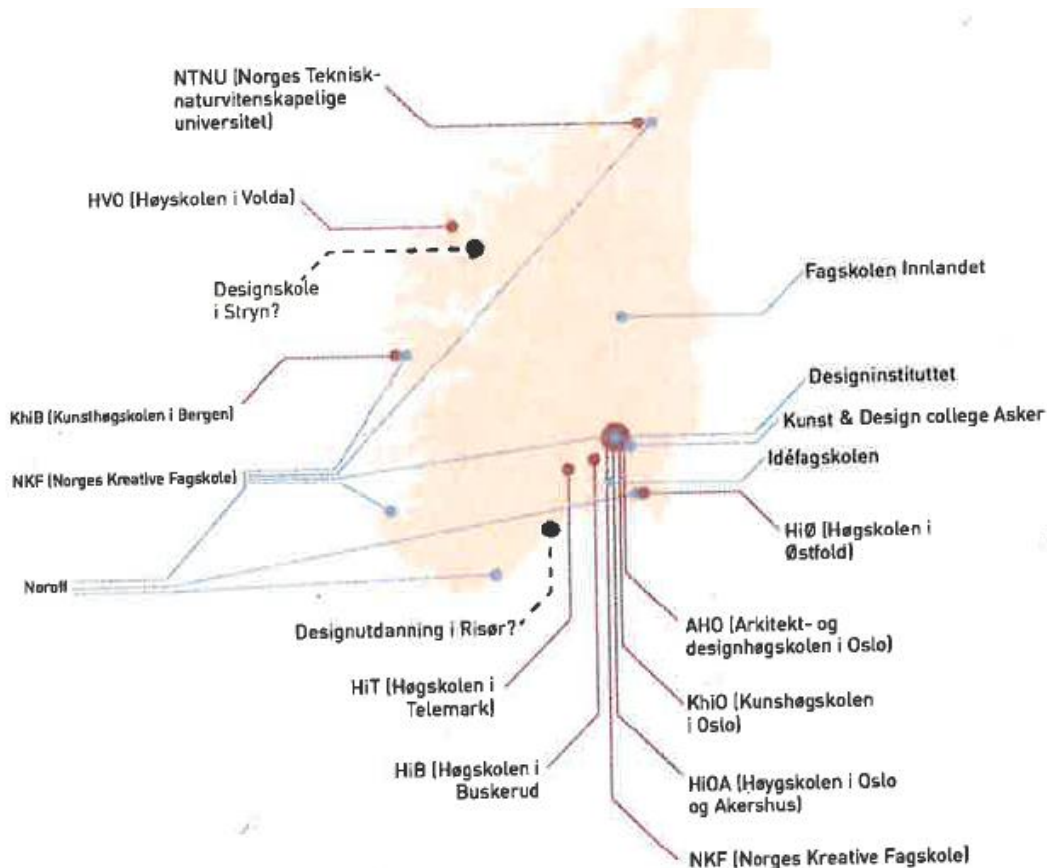 NTNU (Norges Teknisk-
naturvitenskapelige
universitet)
HVO (Høyskolen i Volda)
Designskole
i Stryn?
Fagskolen Innlandet
Designinstituttet
Kunst & Design college Asker
KhiB (Kunsthøgskolen i Bergen)
Idéfagskolen
NKF (Norges Kreative Fagskole)
HiØ (Høgskolen i
Østfold)
Noroff
Designutdanning i Risør?
AHO (Arkitekt- og
designhøgskolen i Oslo)
HiT (Høgskolen i
Telemark)
KhiO (Kunshøgskolen
i Oslo)
HiB (Høgskolen i
Buskerud
HiOA (Høygskolen i Oslo
og Akershus)
NKF (Norges Kreative Fagskole)